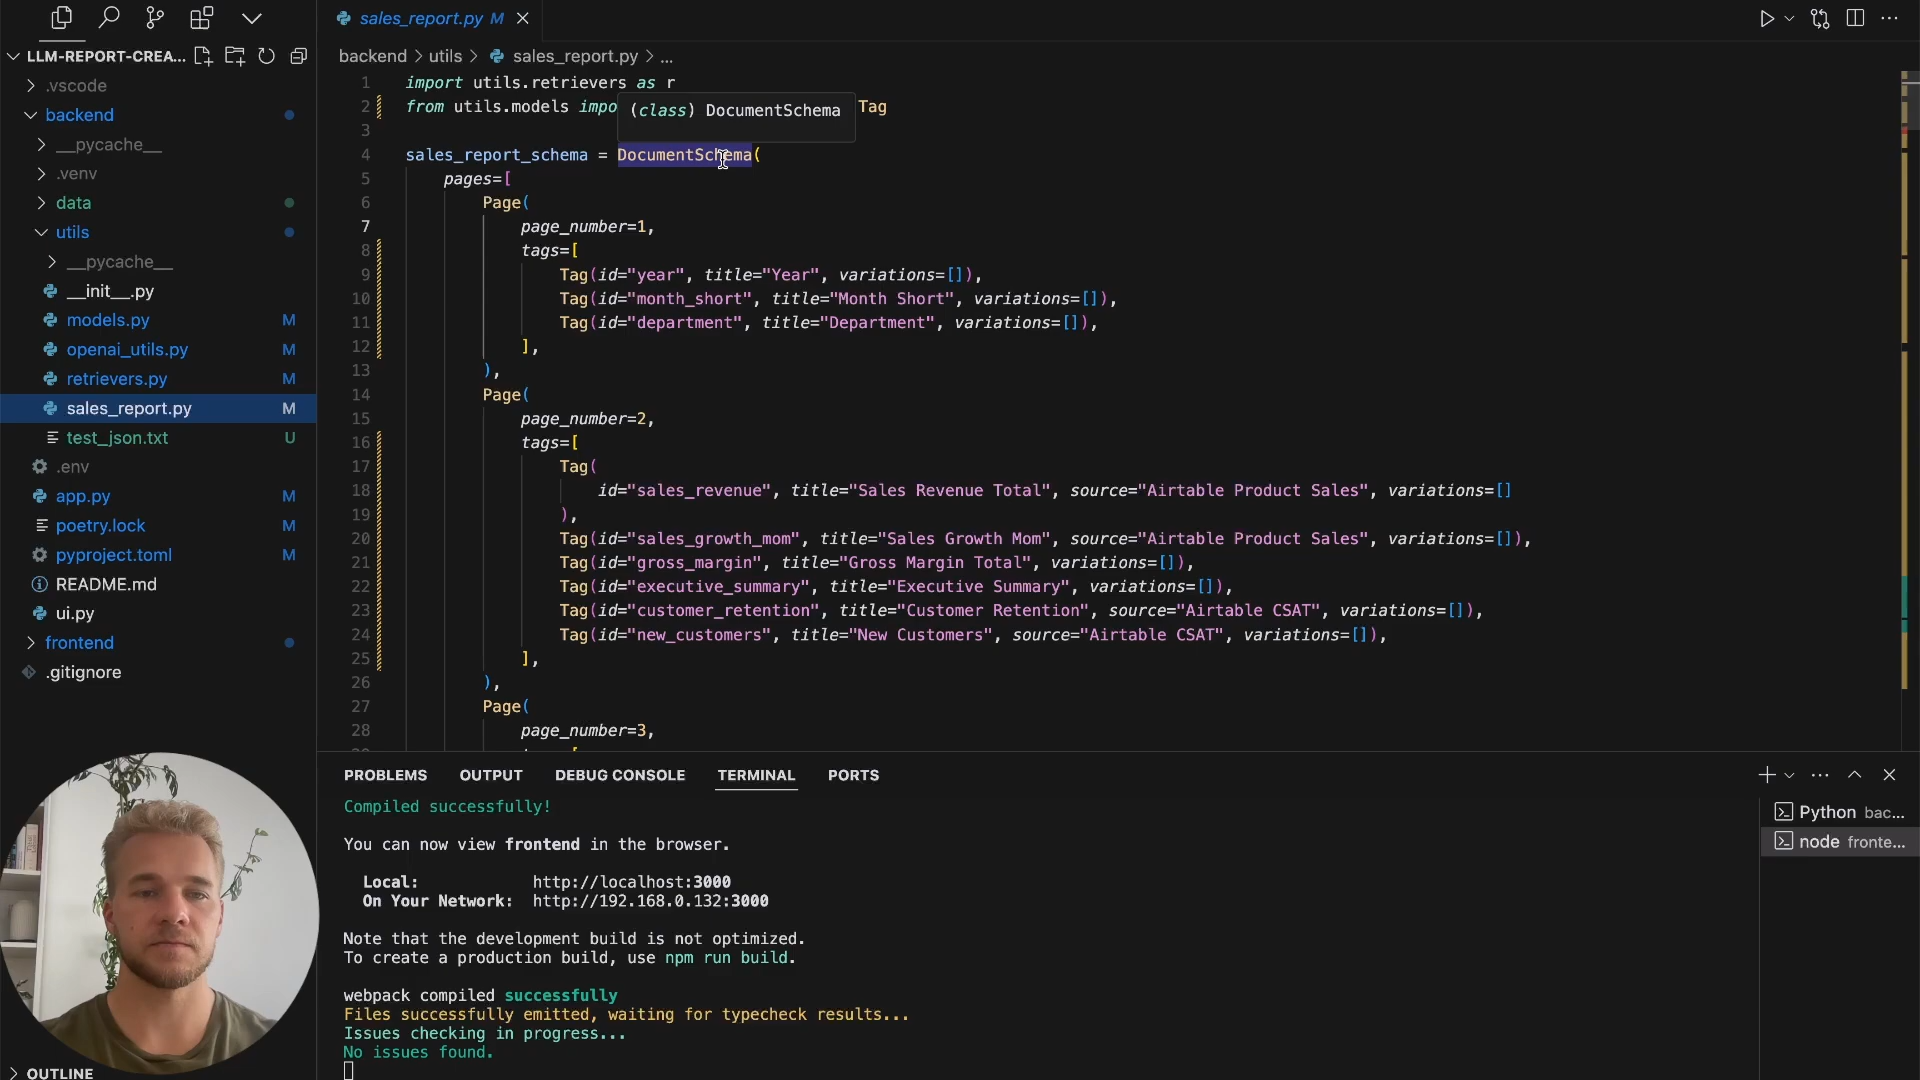 LLM-REPORT-CREA...
.vscode
backend
__pycache__
.venv
data
utils
__pycache__
__init__.py
models.py M
openai_utils.py M
retrievers.py M
sales_report.py M
test_json.txt U
.env
app.py M
poetry.lock M
pyproject.toml M
README.md
ui.py
frontend
.gitignore
OUTLINE
sales_report.py M
backend > utils > sales_report.py > ...
1 import utils.retrievers as r
2 from utils.models impo Tag
(class) DocumentSchema
3
4 sales_report_schema = DocumentSchema(
5 pages=[
6 Page(
7 page_number=1,
8 tags=[
9 Tag(id="year", title="Year", variations=[]),
10 Tag(id="month_short", title="Month Short", variations=[]),
11 Tag(id="department", title="Department", variations=[]),
12 ],
13 ),
14 Page(
15 page_number=2,
16 tags=[
17 Tag(
18 id="sales_revenue", title="Sales Revenue Total", source="Airtable Product Sales", variations=[]
19 ),
20 Tag(id="sales_growth_mom", title="Sales Growth Mom", source="Airtable Product Sales", variations=[]),
21 Tag(id="gross_margin", title="Gross Margin Total", variations=[]),
22 Tag(id="executive_summary", title="Executive Summary", variations=[]),
23 Tag(id="customer_retention", title="Customer Retention", source="Airtable CSAT", variations=[]),
24 Tag(id="new_customers", title="New Customers", source="Airtable CSAT", variations=[]),
25 ],
26 ),
27 Page(
28 page_number=3,
PROBLEMS OUTPUT DEBUG CONSOLE TERMINAL PORTS
Compiled successfully!
You can now view frontend in the browser.
Local: http://localhost:3000
On Your Network: http://192.168.0.132:3000
Note that the development build is not optimized.
To create a production build, use npm run build.
webpack compiled successfully
Files successfully emitted, waiting for typecheck results...
Issues checking in progress...
No issues found.
Python bac...
node fronte...